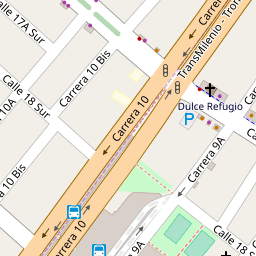 Calle 17A Sur
Carrera 10 Bis
Carrera
TransMilenio - Tron
Calle 18 Sur
10A
Carrera 10
Dulce Refugio
P
Carrera 9A
Carrera 10 Bis
Carrera 10
Calle 18 S